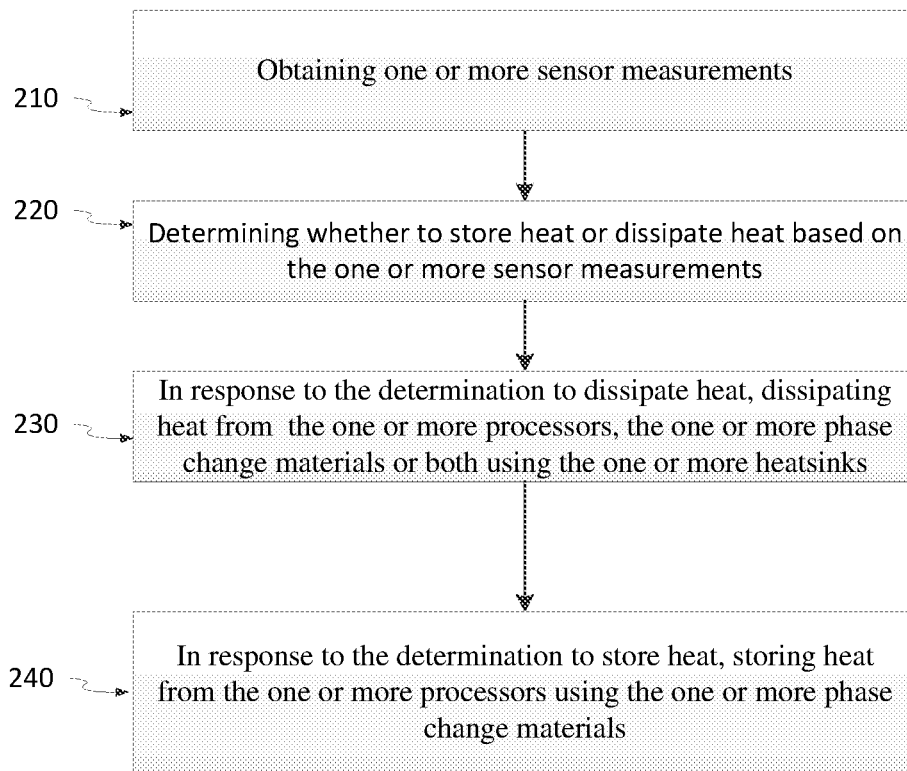 Obtaining one or more sensor measurements
210
220
Determining whether to store heat or dissipate heat based on
the one or more sensor measurements
In response to the determination to dissipate heat, dissipating
230
heat from the one or more processors, the one or more phase
change materials or both using the one or more heatsinks
In response to the determination to store heat, storing heat
240
from the one or more processors using the one or more phase
change materials